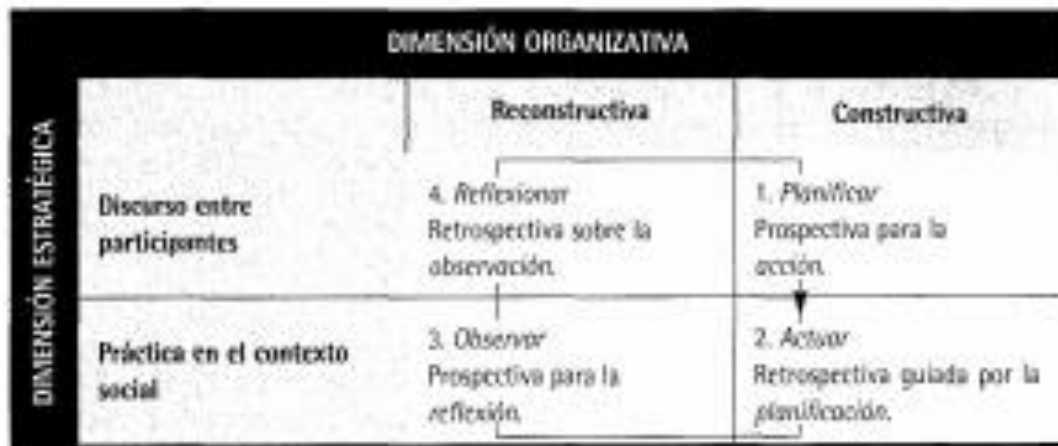 DIMENSIÓN ORGANIZATIVA
DIMENSIÓN ESTRATÉGICA
Reconstructiva
Constructiva
Discurso entre
participantes
4. Reflexionar
Retrospectiva sobre la
observación.
1. Planificar
Prospectiva para la
acción.
Práctica en el contexto
social
3. Observar
Prospectiva para la
reflexión.
2. Actuar
Retrospectiva guiada por la
planificación.